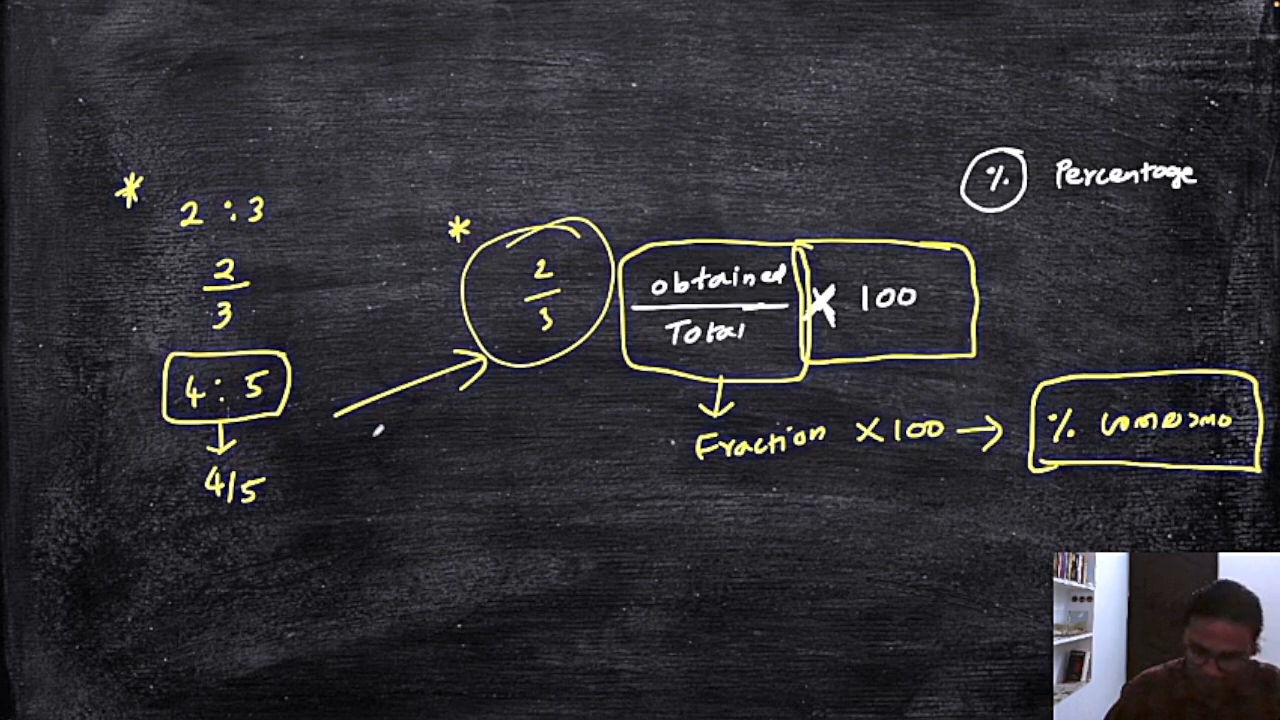 % Percentage
* 2 : 3
2
3
4 : 5
4/5
* 2
3
obtained
Total
X 100
Fraction X 100 → %